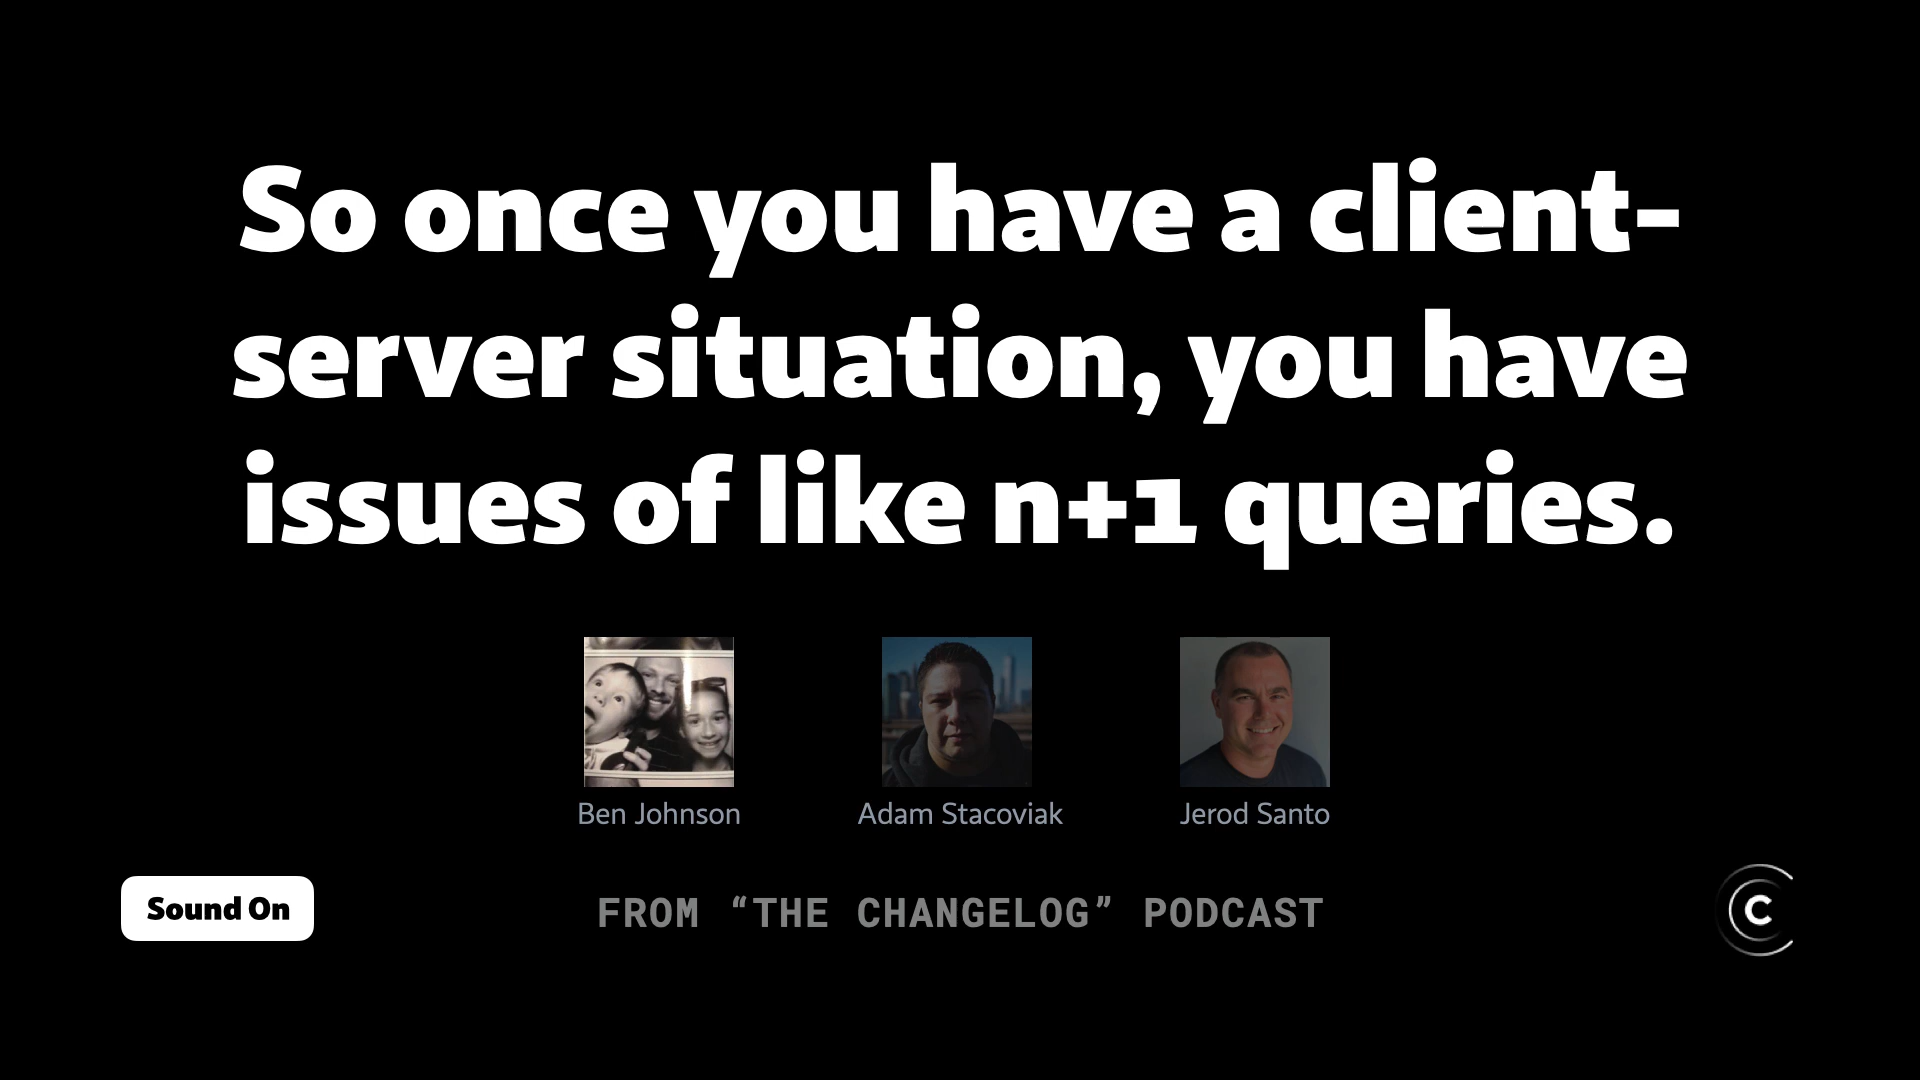 So once you have a client-
server situation, you have
issues of like n+1 queries.
Ben Johnson
Adam Stacoviak
Jerod Santo
Sound On
FROM “THE CHANGELOG” PODCAST
C